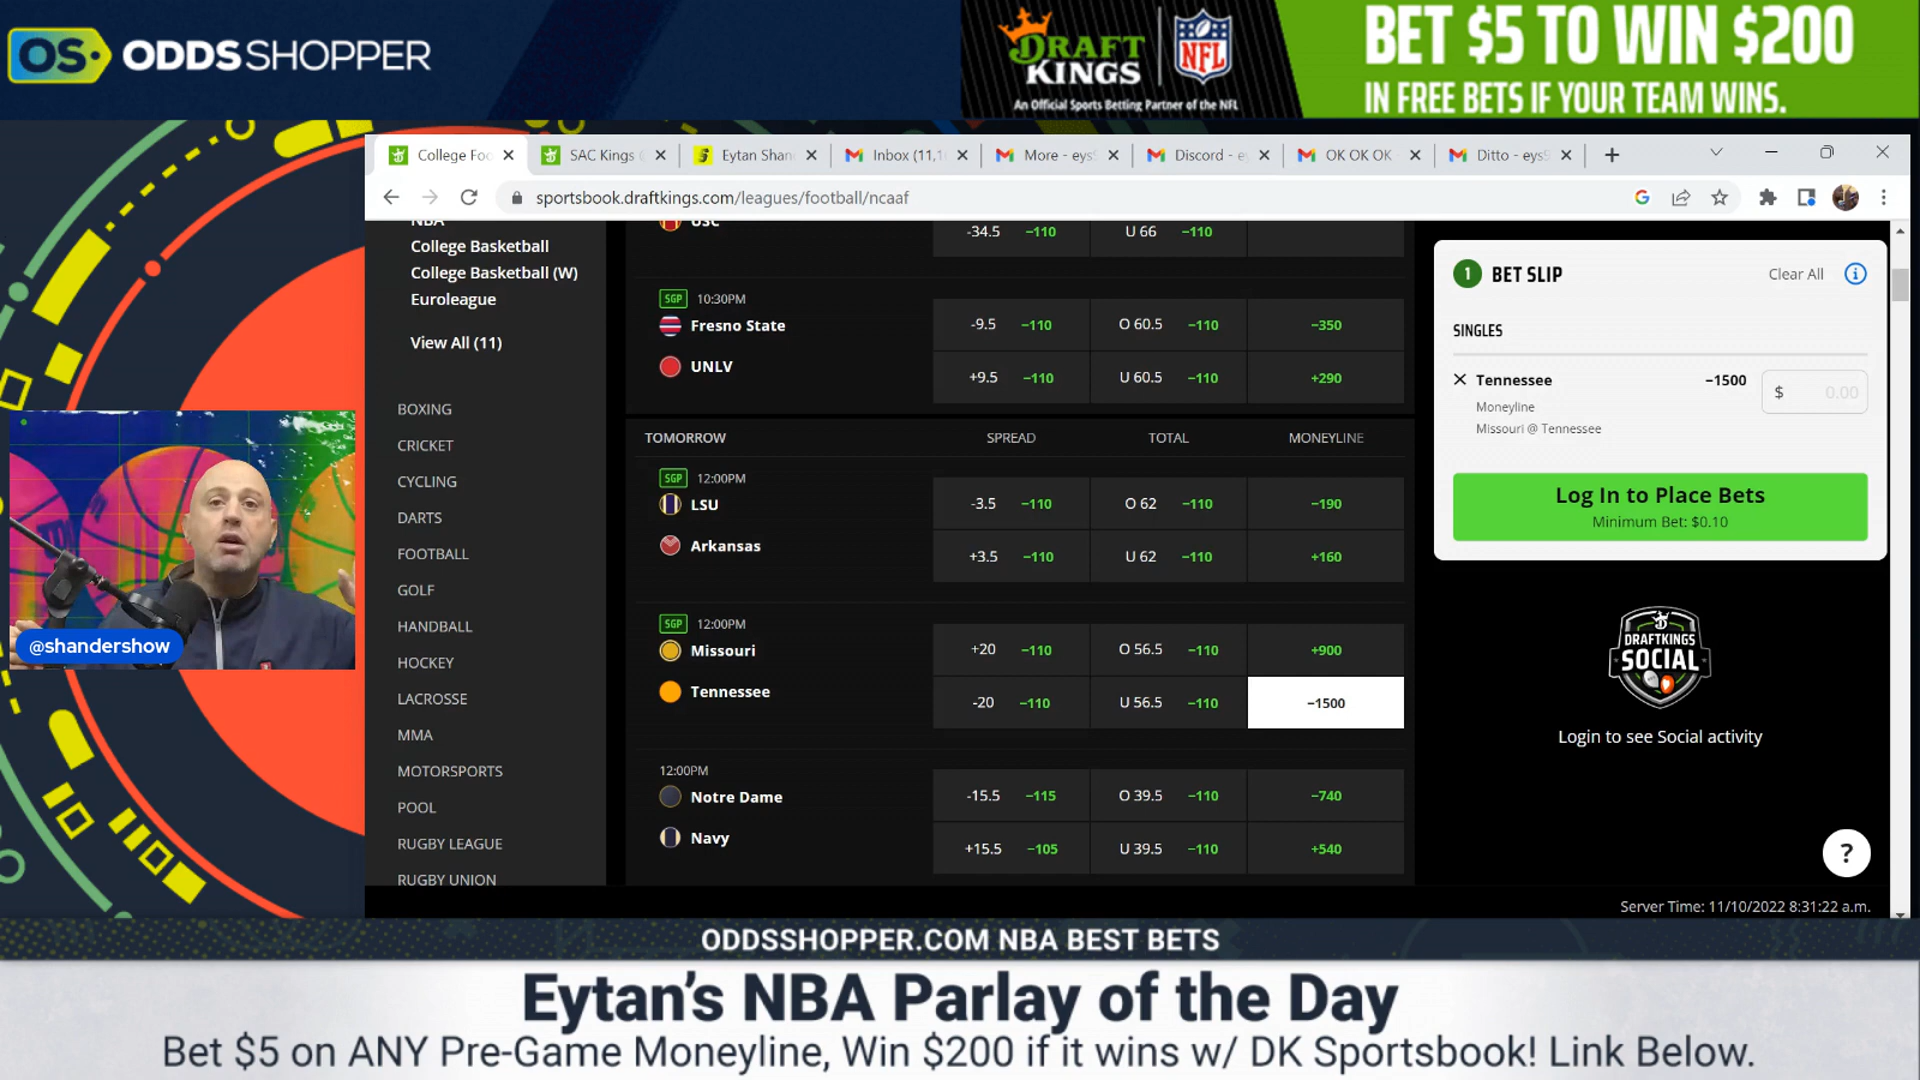 OS. ODDSSHOPPER
DRAFT KINGS
NFL
An Official Sports Betting Partner of the NFL
BET $5 TO WIN $200
IN FREE BETS IF YOUR TEAM WINS.
College Foo
SAC Kings (
Eytan Shan
Inbox (11,1
More - eys
Discord - e
OK OK OK
Ditto - eys9
sportsbook.draftkings.com/leagues/football/ncaaf
NBA
College Basketball
College Basketball (W)
Euroleague
View All (11)
BOXING
CRICKET
CYCLING
DARTS
FOOTBALL
GOLF
HANDBALL
HOCKEY
LACROSSE
MMA
MOTORSPORTS
POOL
RUGBY LEAGUE
RUGBY UNION
USC
-34.5 −110 U 66 −110
SGP 10:30PM
Fresno State -9.5 −110 O 60.5 −110 −350
UNLV +9.5 −110 U 60.5 −110 +290
TOMORROW SPREAD TOTAL MONEYLINE
SGP 12:00PM
LSU -3.5 −110 O 62 −110 −190
Arkansas +3.5 −110 U 62 −110 +160
SGP 12:00PM
Missouri +20 −110 O 56.5 −110 +900
Tennessee -20 −110 U 56.5 −110 −1500
12:00PM
Notre Dame -15.5 −115 O 39.5 −110 −740
Navy +15.5 −105 U 39.5 −110 +540
1 BET SLIP Clear All
SINGLES
Tennessee −1500 $ 0.00
Moneyline
Missouri @ Tennessee
Log In to Place Bets
Minimum Bet: $0.10
DRAFTKINGS
SOCIAL
Login to see Social activity
?
Server Time: 11/10/2022 8:31:22 a.m.
@shandershow
ODDSSHOPPER.COM NBA BEST BETS
Eytan's NBA Parlay of the Day
Bet $5 on ANY Pre-Game Moneyline, Win $200 if it wins w/ DK Sportsbook! Link Below.